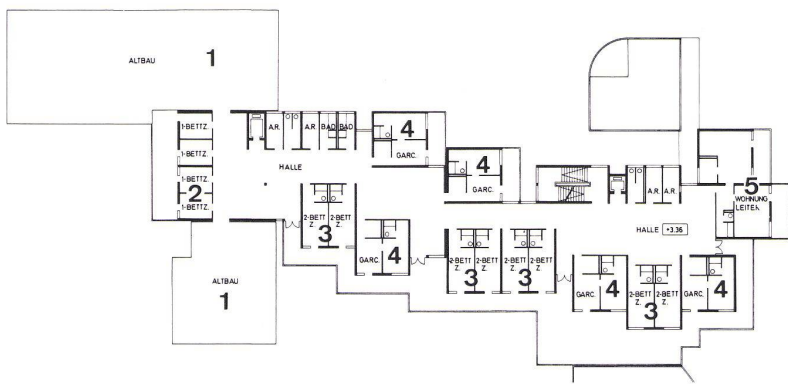 ALTBAU 1
1-BETTZ.
1-BETTZ.
1-BETTZ.
2
1-BETTZ.
A.R.
A.R.
BAD
BAD
HALLE
4
GARC.
4
GARC.
2-BETT
Z.
2-BETT
Z.
3
GARC.
4
ALTBAU
1
2-BETT
Z.
2-BETT
Z.
3
2-BETT
Z.
2-BETT
Z.
3
A.R.
A.R.
5
WOHNUNG
LEITER
HALLE +3.36
GARC.
4
2-BETT
Z.
2-BETT
Z.
3
GARC.
4